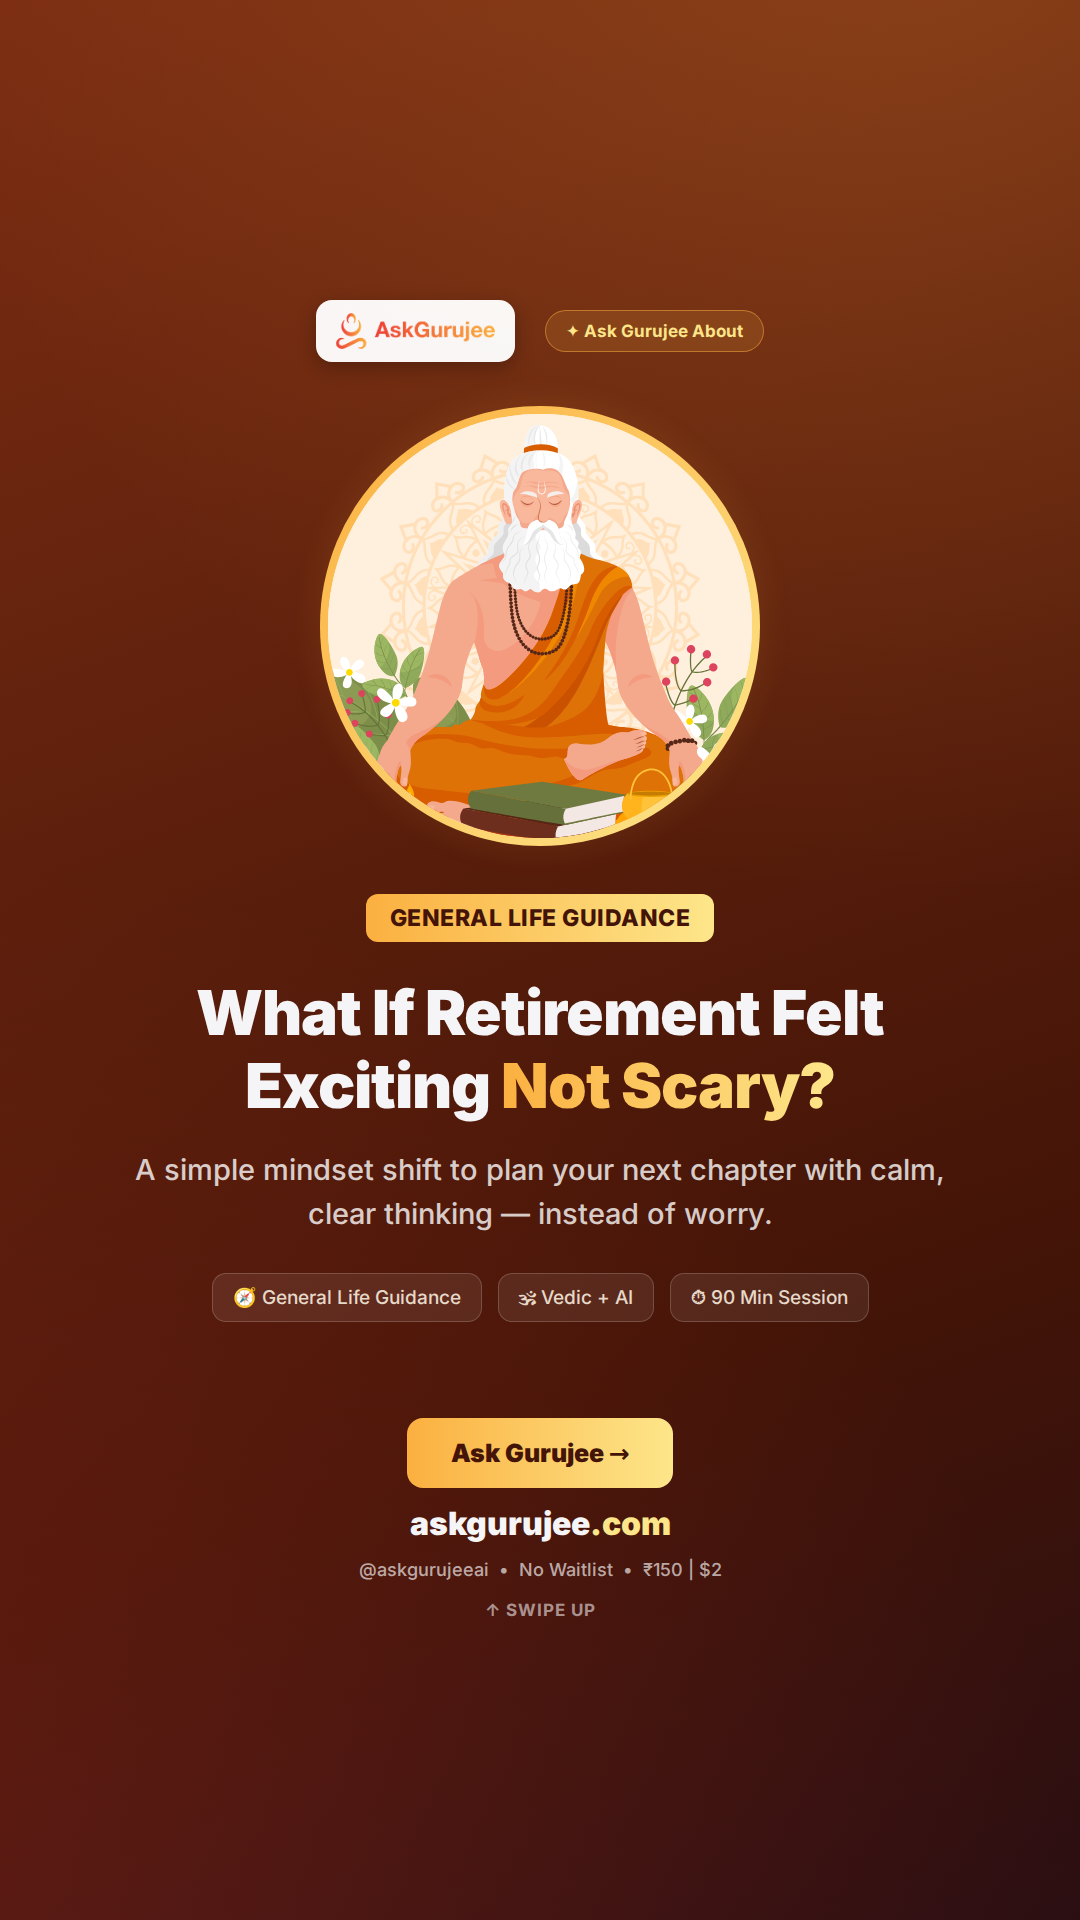 AskGurujee
✦ Ask Gurujee About
GENERAL LIFE GUIDANCE
What If Retirement Felt
Exciting Not Scary?
A simple mindset shift to plan your next chapter with calm,
clear thinking — instead of worry.
🧭 General Life Guidance
🕉 Vedic + AI
⏱ 90 Min Session
Ask Gurujee →
askgurujee.com
@askgurujeeai • No Waitlist • ₹150 | $2
↑ SWIPE UP